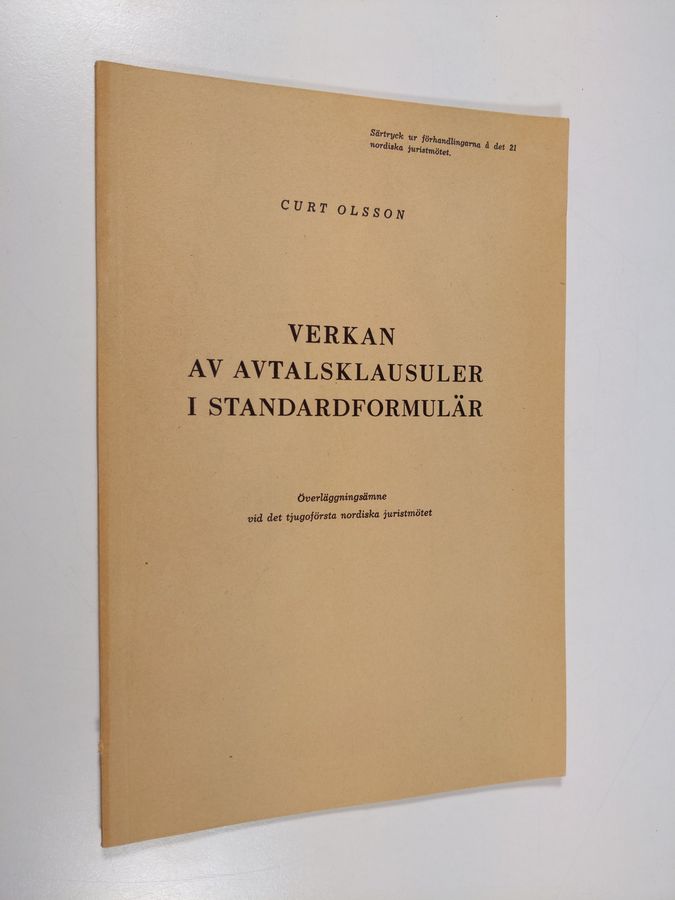 Särtryck ur förhandlingarna å det 21
nordiska juristmötet.
CURT OLSSON
VERKAN
AV AVTALSKLAUSULER
I STANDARDFORMULÄR
Överläggningsämne
vid det tjugoförsta nordiska juristmötet